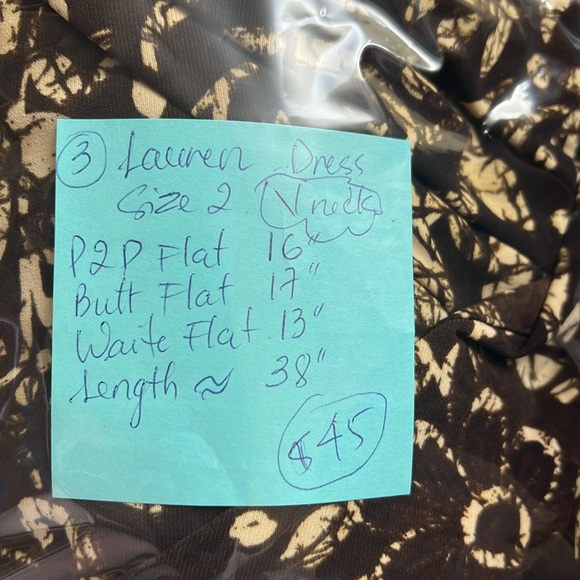 ③ Lauren Dress
Size 2 V neck
P2P Flat 16"
Butt Flat 17"
Waite Flat 13"
Length ≈ 38"
$45